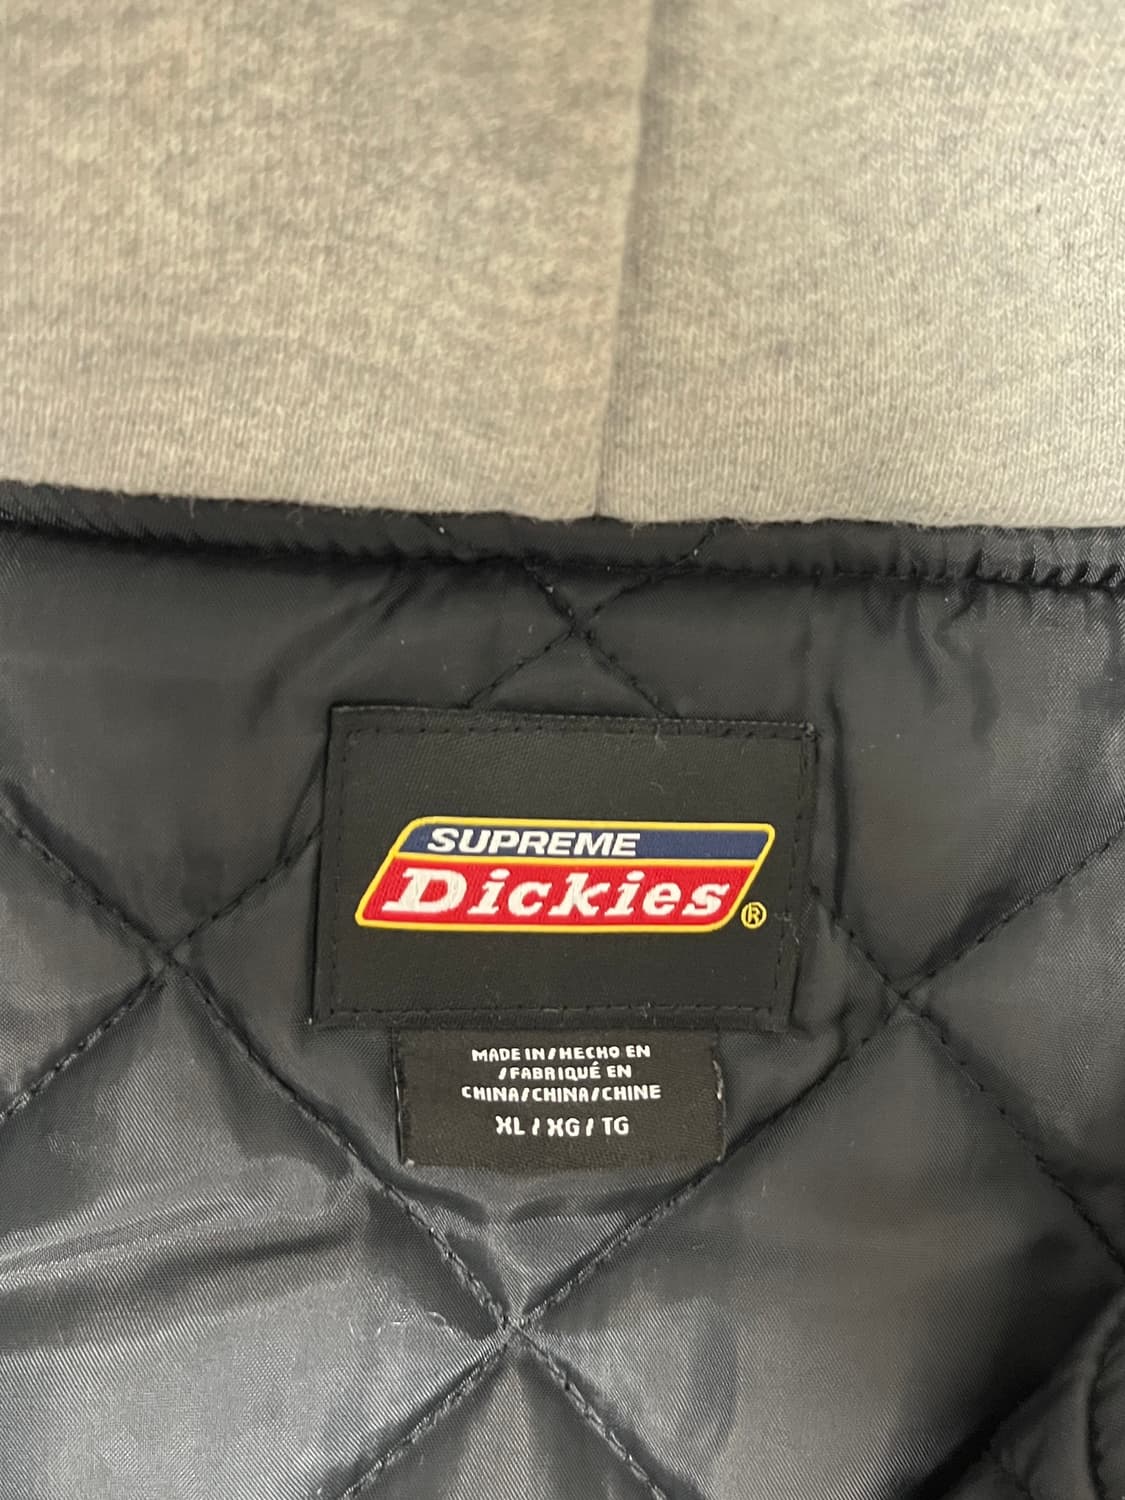 SUPREME
Dickies®
MADE IN/HECHO EN
/FABRIQUÉ EN
CHINA/CHINA/CHINE
XL / XG / TG